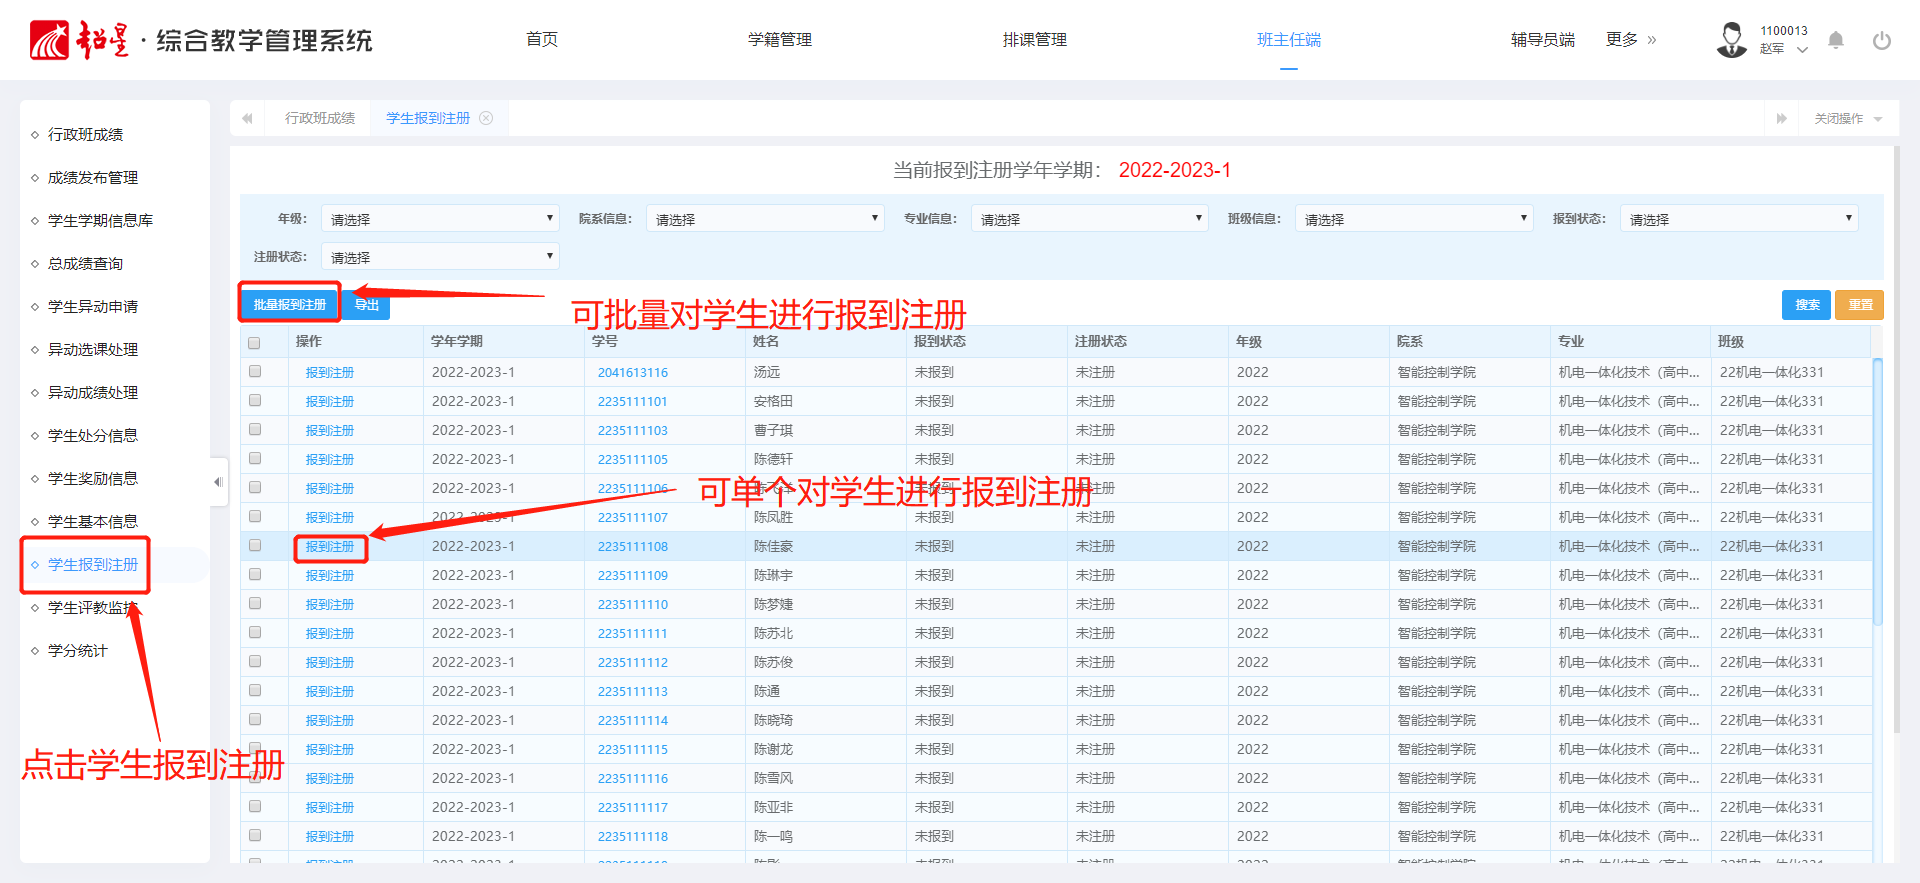 超星·综合教学管理系统 首页 学籍管理 排课管理 班主任端 辅导员端 更多 » 1100013
赵军
行政班成绩
成绩发布管理
学生学期信息库
总成绩查询
学生异动申请
异动选课处理
异动成绩处理
学生处分信息
学生奖励信息
学生基本信息
学生报到注册
学生评教监控
学分统计
点击学生报到注册
行政班成绩 学生报到注册 关闭操作
当前报到注册学年学期： 2022-2023-1
年级： 请选择 院系信息： 请选择 专业信息： 请选择 班级信息： 请选择 报到状态： 请选择
注册状态： 请选择
批量报到注册 导出 可批量对学生进行报到注册 搜索 重置
操作 学年学期 学号 姓名 报到状态 注册状态 年级 院系 专业 班级
报到注册 2022-2023-1 2041613116 汤远 未报到 未注册 2022 智能控制学院 机电一体化技术（高中... 22机电一体化331
报到注册 2022-2023-1 2235111101 安格田 未报到 未注册 2022 智能控制学院 机电一体化技术（高中... 22机电一体化331
报到注册 2022-2023-1 2235111103 曹子琪 未报到 未注册 2022 智能控制学院 机电一体化技术（高中... 22机电一体化331
报到注册 2022-2023-1 2235111105 陈德轩 未报到 未注册 2022 智能控制学院 机电一体化技术（高中... 22机电一体化331
报到注册 2022-2023-1 2235111106 未注册 2022 智能控制学院 机电一体化技术（高中... 22机电一体化331
可单个对学生进行报到注册
报到注册 2022-2023-1 2235111107 陈凤胜 未报到 未注册 2022 智能控制学院 机电一体化技术（高中... 22机电一体化331
报到注册 2022-2023-1 2235111108 陈佳豪 未报到 未注册 2022 智能控制学院 机电一体化技术（高中... 22机电一体化331
报到注册 2022-2023-1 2235111109 陈琳宇 未报到 未注册 2022 智能控制学院 机电一体化技术（高中... 22机电一体化331
报到注册 2022-2023-1 2235111110 陈梦婕 未报到 未注册 2022 智能控制学院 机电一体化技术（高中... 22机电一体化331
报到注册 2022-2023-1 2235111111 陈苏北 未报到 未注册 2022 智能控制学院 机电一体化技术（高中... 22机电一体化331
报到注册 2022-2023-1 2235111112 陈苏俊 未报到 未注册 2022 智能控制学院 机电一体化技术（高中... 22机电一体化331
报到注册 2022-2023-1 2235111113 陈通 未报到 未注册 2022 智能控制学院 机电一体化技术（高中... 22机电一体化331
报到注册 2022-2023-1 2235111114 陈晓琦 未报到 未注册 2022 智能控制学院 机电一体化技术（高中... 22机电一体化331
报到注册 2022-2023-1 2235111115 陈谢龙 未报到 未注册 2022 智能控制学院 机电一体化技术（高中... 22机电一体化331
报到注册 2022-2023-1 2235111116 陈雪风 未报到 未注册 2022 智能控制学院 机电一体化技术（高中... 22机电一体化331
报到注册 2022-2023-1 2235111117 陈亚非 未报到 未注册 2022 智能控制学院 机电一体化技术（高中... 22机电一体化331
报到注册 2022-2023-1 2235111118 陈一鸣 未报到 未注册 2022 智能控制学院 机电一体化技术（高中... 22机电一体化331